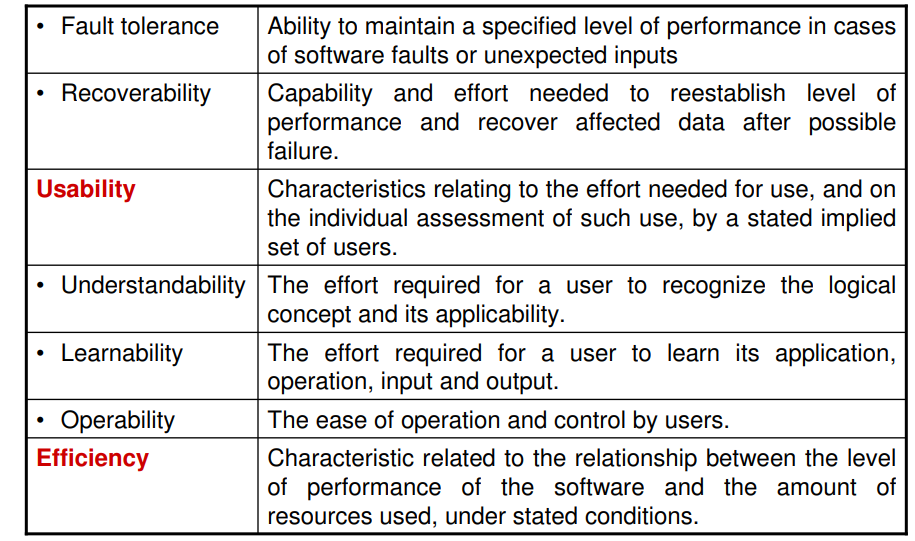 • Fault tolerance
Ability to maintain a specified level of performance in cases
of software faults or unexpected inputs
• Recoverability
Capability and effort needed to reestablish level of
performance and recover affected data after possible
failure.
Usability
Characteristics relating to the effort needed for use, and on
the individual assessment of such use, by a stated implied
set of users.
• Understandability
The effort required for a user to recognize the logical
concept and its applicability.
• Learnability
The effort required for a user to learn its application,
operation, input and output.
• Operability
The ease of operation and control by users.
Efficiency
Characteristic related to the relationship between the level
of performance of the software and the amount of
resources used, under stated conditions.